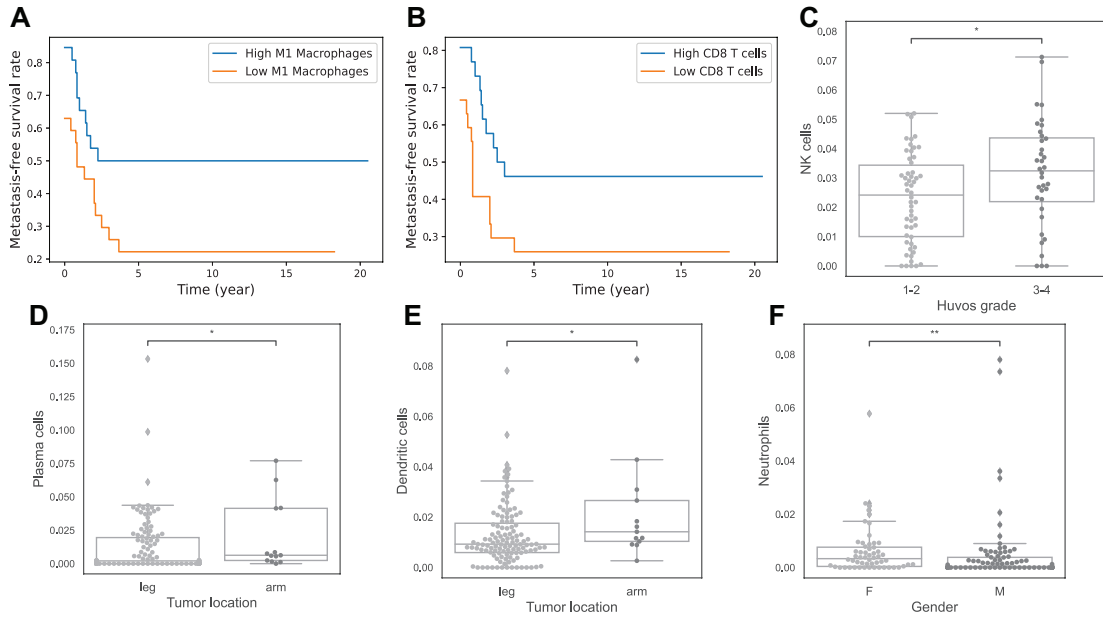 A
Metastasis-free survival rate
0.8
0.7
0.6
0.5
0.4
0.3
0.2
High M1 Macrophages
Low M1 Macrophages
0
5
10
15
20
Time (year)
B
Metastasis-free survival rate
0.8
0.7
0.6
0.5
0.4
0.3
High CD8 T cells
Low CD8 T cells
0
5
10
15
20
Time (year)
C
NK cells
0.08
0.07
0.06
0.05
0.04
0.03
0.02
0.01
0.00
*
1-2
3-4
Huvos grade
D
Plasma cells
0.175
0.150
0.125
0.100
0.075
0.050
0.025
0.000
*
leg
arm
Tumor location
E
Dendritic cells
0.08
0.06
0.04
0.02
0.00
*
leg
arm
Tumor location
F
Neutrophils
0.08
0.06
0.04
0.02
0.00
**
F
M
Gender